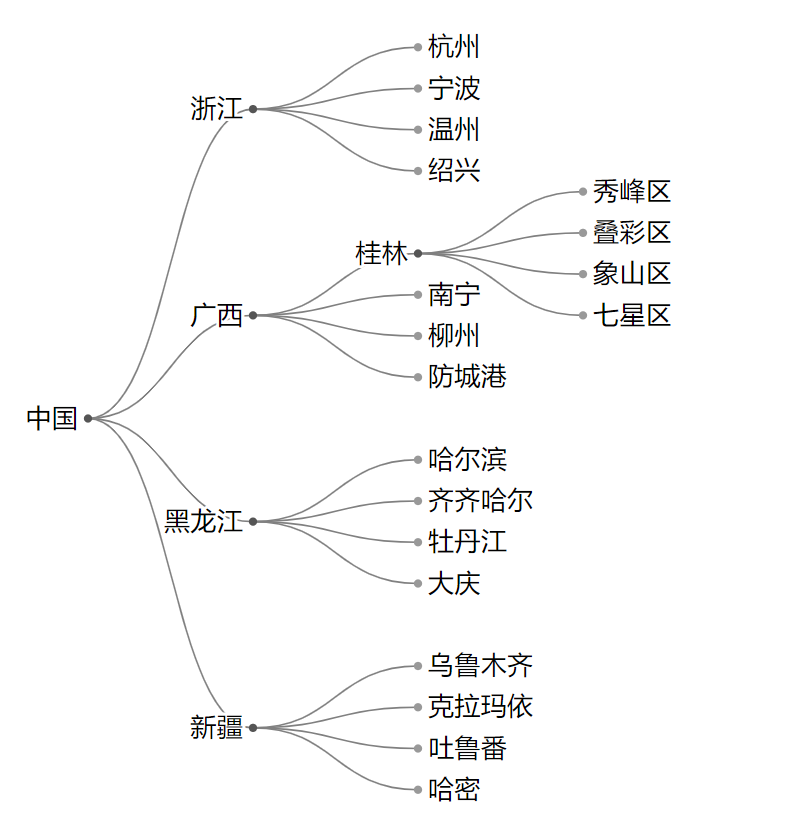 中国
浙江
杭州
宁波
温州
绍兴
广西
桂林
秀峰区
叠彩区
象山区
七星区
南宁
柳州
防城港
黑龙江
哈尔滨
齐齐哈尔
牡丹江
大庆
新疆
乌鲁木齐
克拉玛依
吐鲁番
哈密